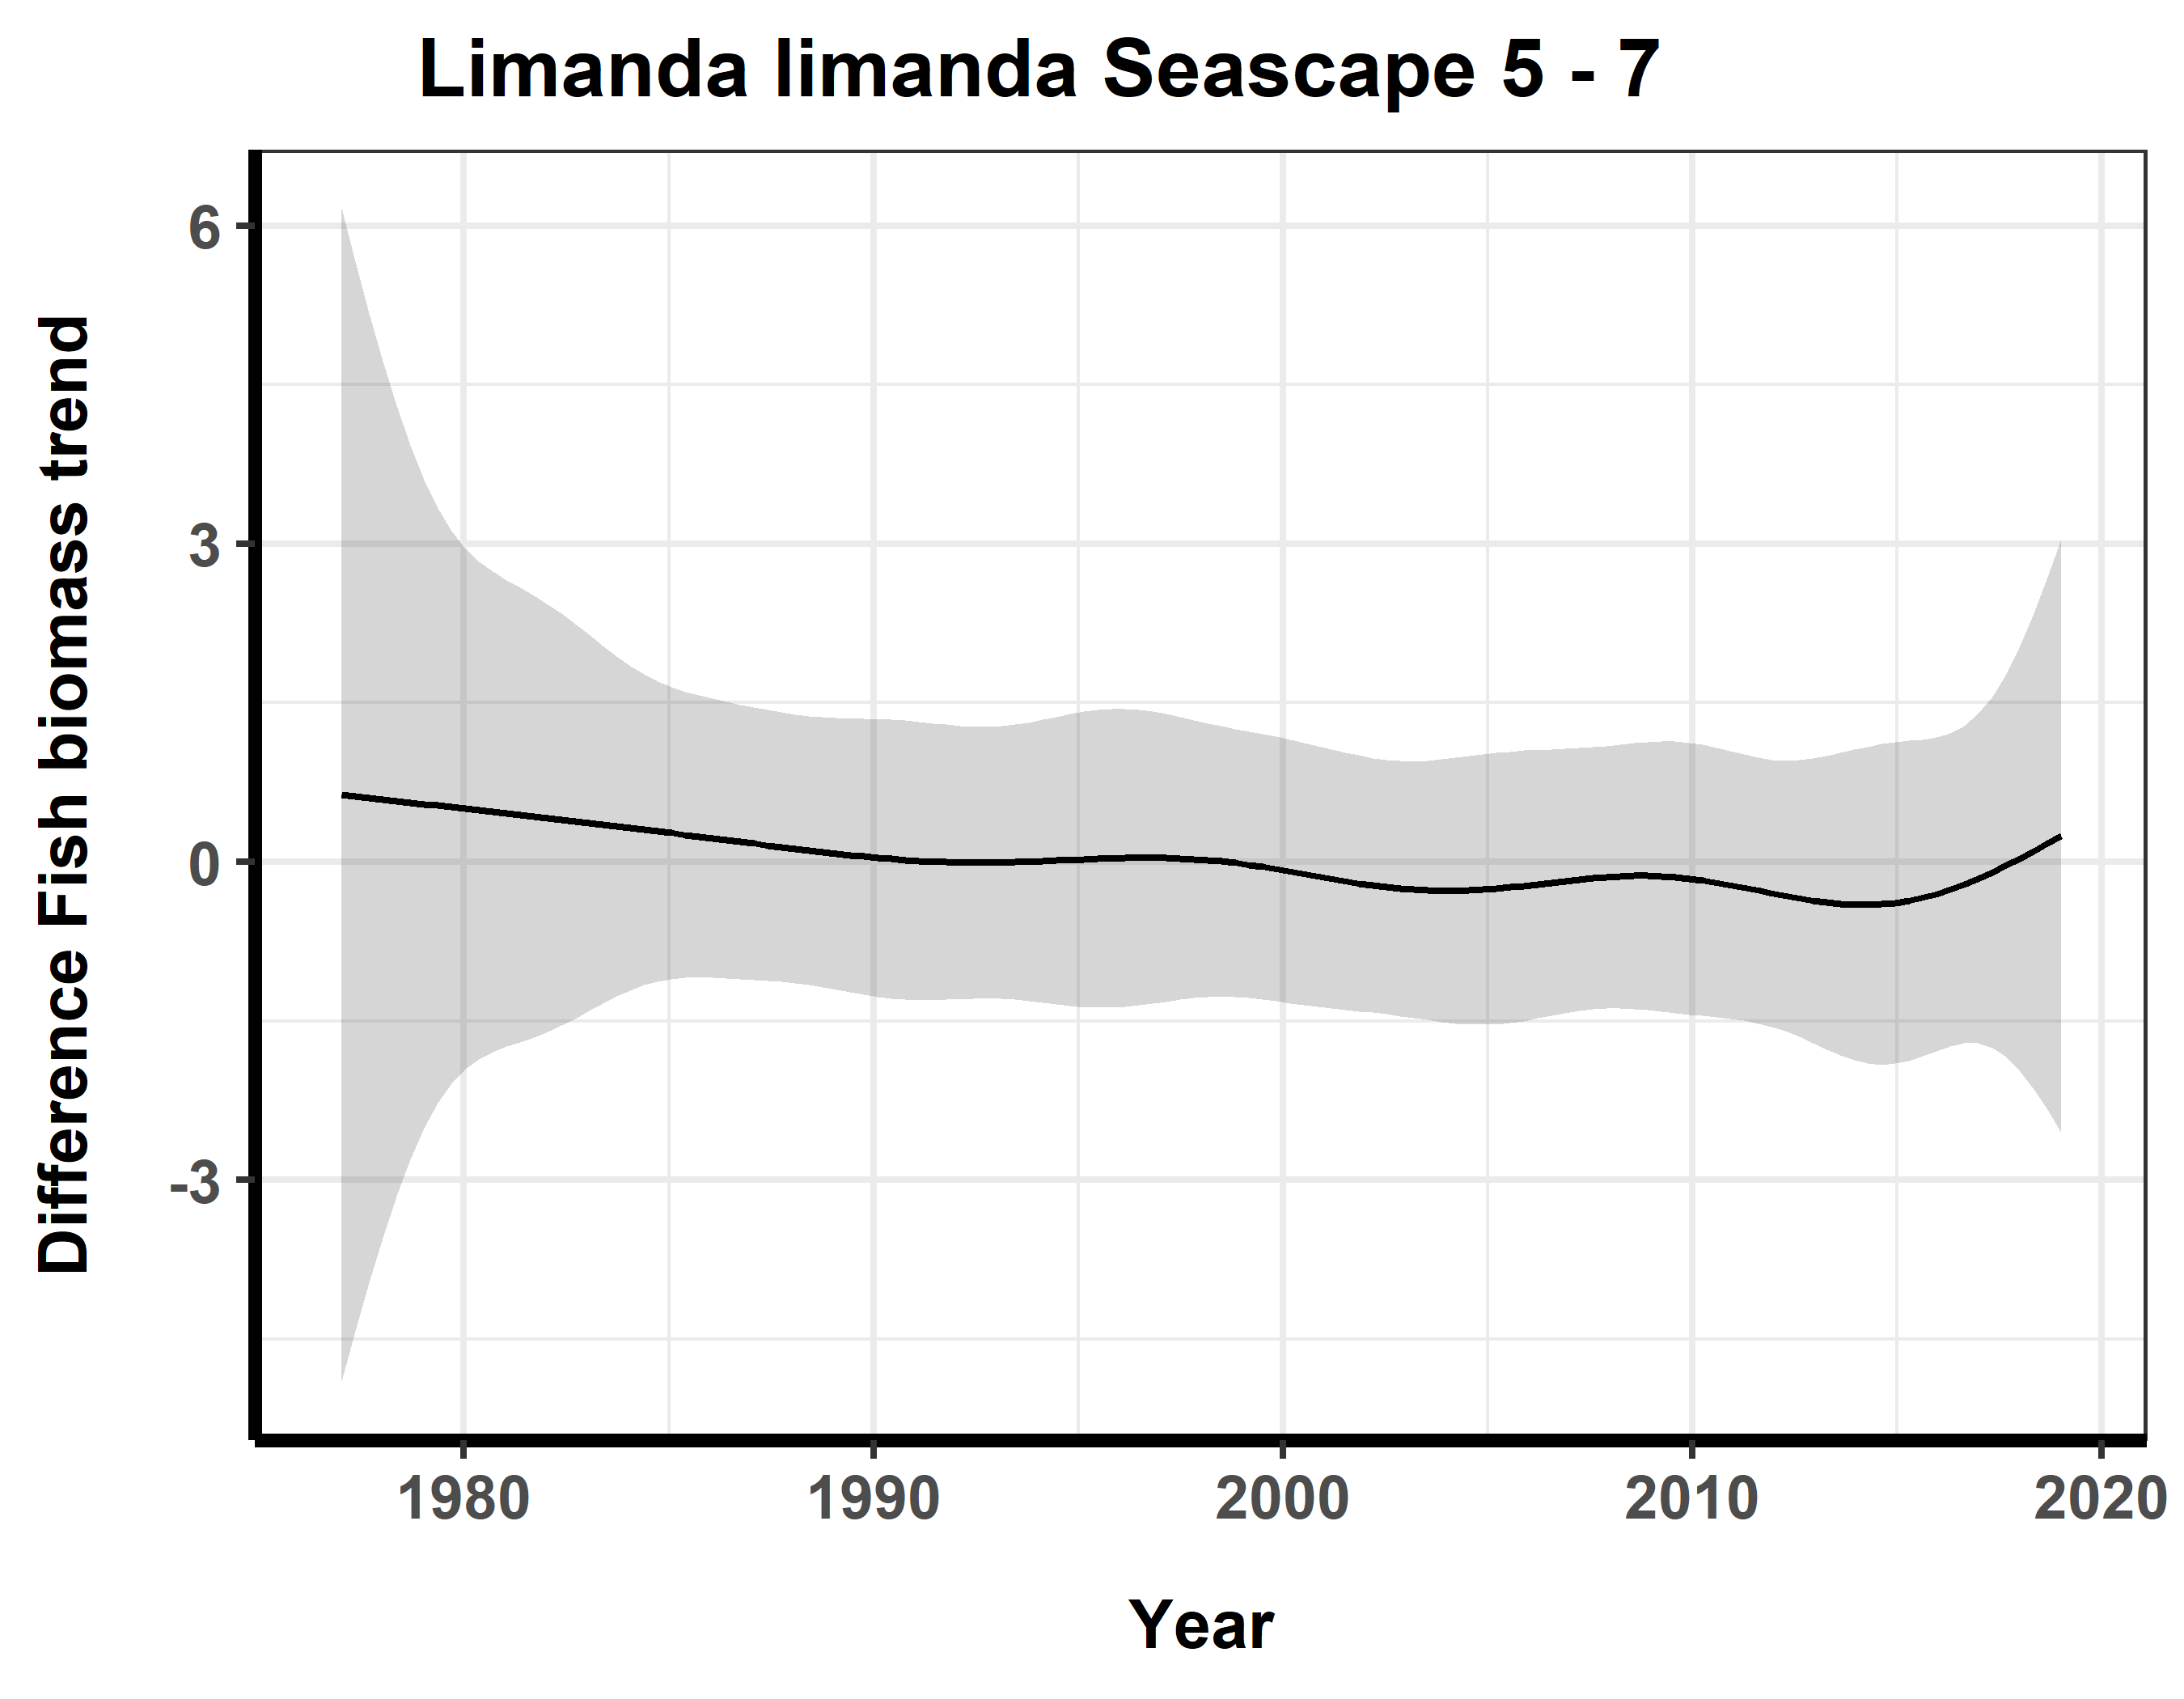 Limanda limanda Seascape 5 - 7
Difference Fish biomass trend
6
3
0
-3
1980 1990 2000 2010 2020
Year